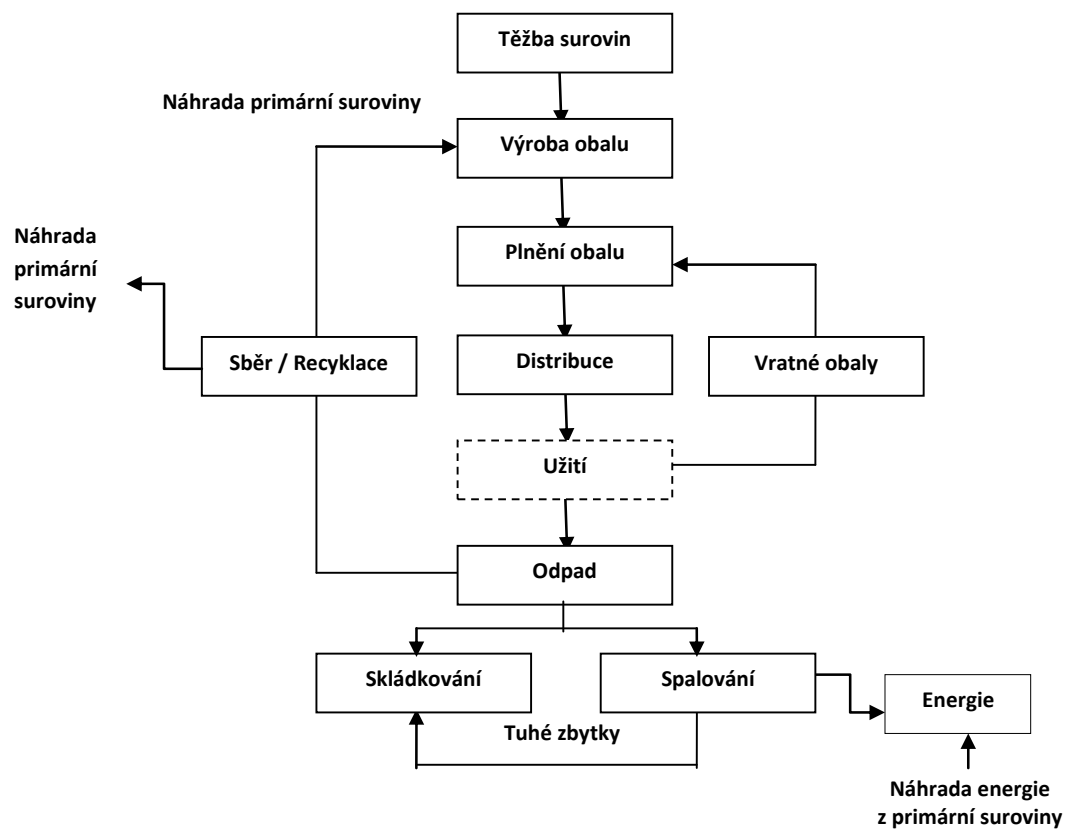 Těžba surovin
Náhrada primární suroviny
Výroba obalu
Náhrada
primární
suroviny
Plnění obalu
Sběr / Recyklace
Distribuce
Vratné obaly
Užití
Odpad
Skládkování
Spalování
Energie
Tuhé zbytky
Náhrada energie
z primární suroviny